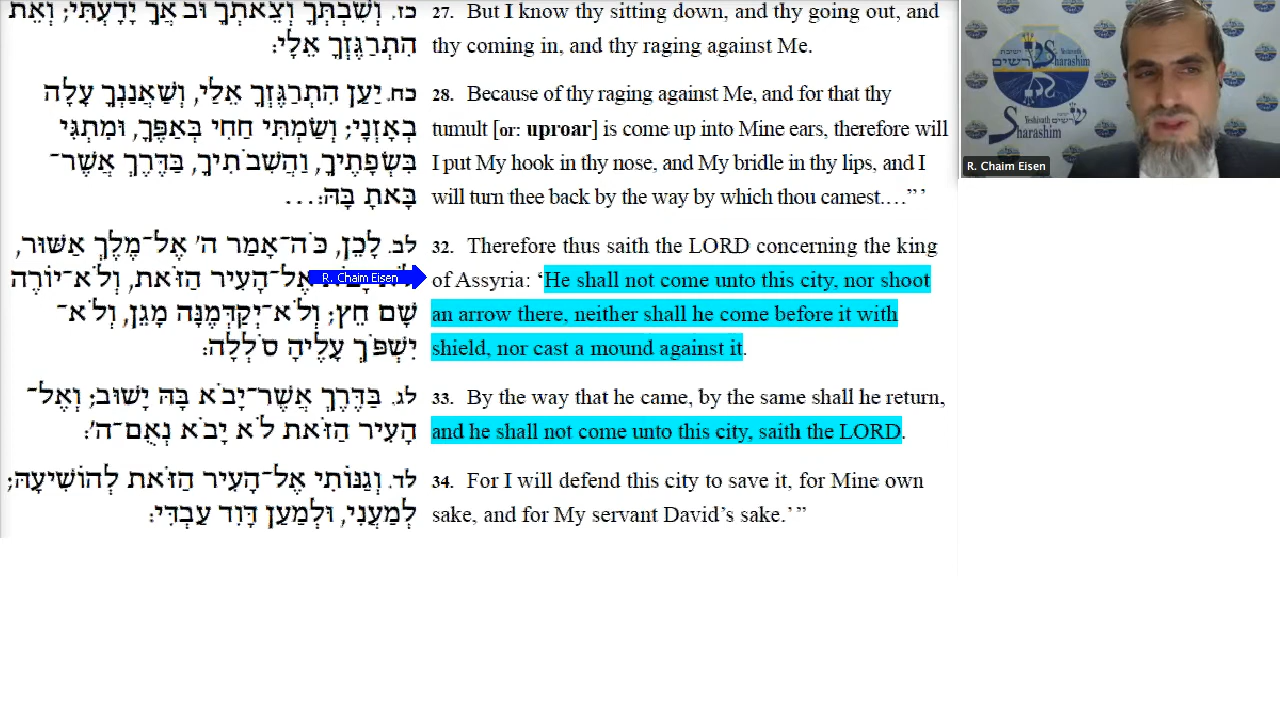 כז. וְשִׁבְתְּךָ וְצֵאתְךָ וּבֹאֲךָ יָדָעְתִּי; וְאֵת
הִתְרַגֶּזְךָ אֵלָי:
27. But I know thy sitting down, and thy going out, and
thy coming in, and thy raging against Me.
כח. יַעַן הִתְרַגֶּזְךָ אֵלַי, וְשַׁאֲנַנְךָ עָלָה
בְאָזְנָי; וְשַׂמְתִּי חַחִי בְּאַפֶּךָ, וּמִתְגִּי
בִּשְׂפָתֶיךָ, וַהֲשִׁבֹתִיךָ, בַּדֶּרֶךְ אֲשֶׁר־
בָּאתָ בָּהּ:...
28. Because of thy raging against Me, and for that thy
tumult [or: uproar] is come up into Mine ears, therefore will
I put My hook in thy nose, and My bridle in thy lips, and I
will turn thee back by the way by which thou camest....” ’
לב. לָכֵן, כֹּה־אָמַר ה' אֶל־מֶלֶךְ אַשּׁוּר,
אֶל־הָעִיר הַזֹּאת, וְלֹא־יוֹרֶה
שָׁם חֵץ; וְלֹא־יְקַדְּמֶנָּה מָגֵן, וְלֹא־
יִשְׁפֹּךְ עָלֶיהָ סֹלְלָה:
32. Therefore thus saith the LORD concerning the king
of Assyria: ‘He shall not come unto this city, nor shoot
an arrow there, neither shall he come before it with
shield, nor cast a mound against it.
לג. בַּדֶּרֶךְ אֲשֶׁר־יָבֹא בָּהּ יָשׁוּב; וְאֶל־
הָעִיר הַזֹּאת לֹא יָבֹא נְאֻם־ה':
33. By the way that he came, by the same shall he return,
and he shall not come unto this city, saith the LORD.
לד. וְגַנּוֹתִי אֶל־הָעִיר הַזֹּאת לְהוֹשִׁיעָהּ;
לְמַעֲנִי, וּלְמַעַן דָּוִד עַבְדִּי:
34. For I will defend this city to save it, for Mine own
sake, and for My servant David’s sake.’ ”
R. Chaim Eisen
Yeshivath
Sharashim
ישיבת
שרשים
Yeshivath
Sharashim
R. Chaim Eisen